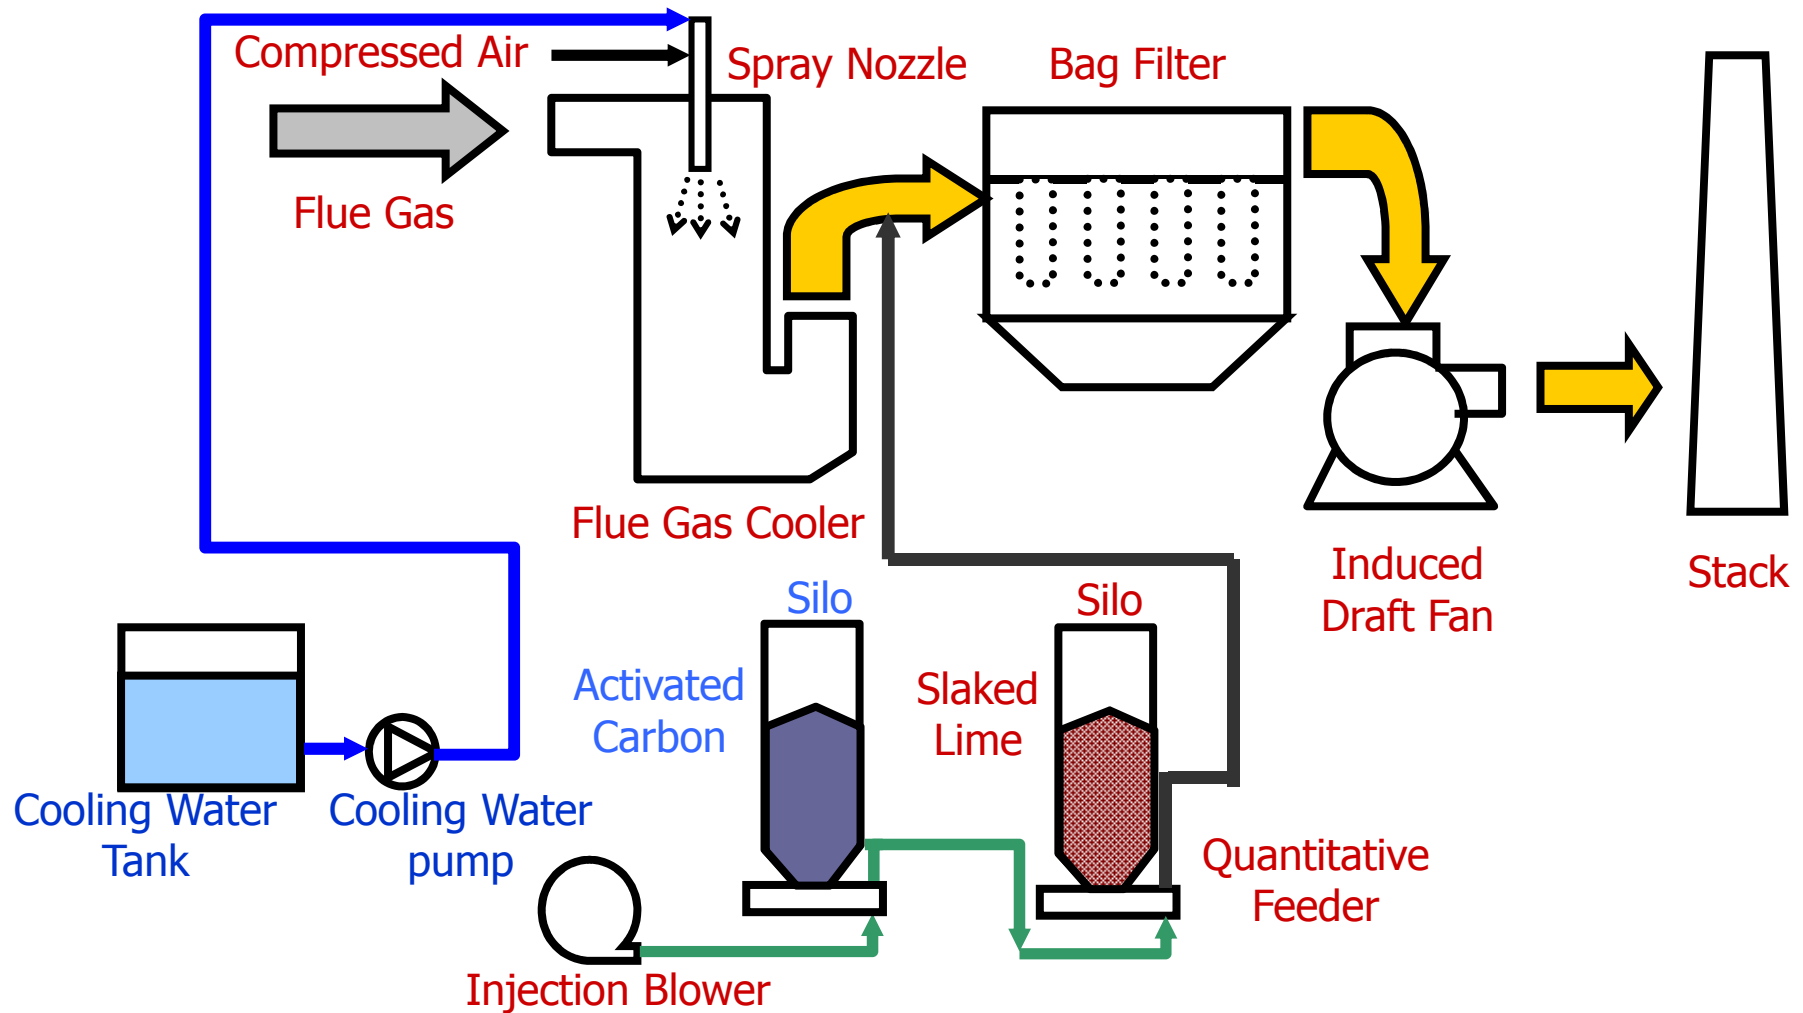 Compressed Air
Spray Nozzle
Bag Filter
Flue Gas
Flue Gas Cooler
Induced
Draft Fan
Stack
Silo
Silo
Activated
Carbon
Slaked
Lime
Cooling Water
Tank
Cooling Water
pump
Quantitative
Feeder
Injection Blower